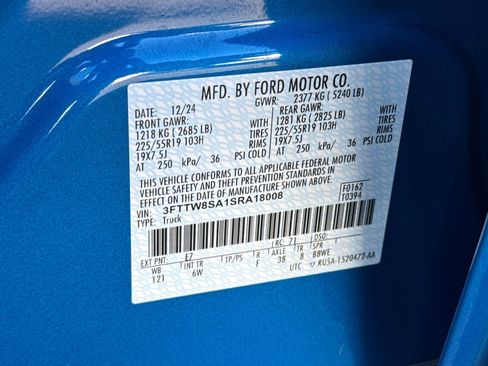 MFD. BY FORD MOTOR CO.
DATE: 12/24 GVWR: 2377 KG ( 5240 LB)
FRONT GAWR: REAR GAWR:
1218 KG ( 2685 LB) WITH 1281 KG ( 2825 LB) WITH
225/55R19 103H TIRES 225/55R19 103H TIRES
19X7.5J RIMS 19X7.5J RIMS
AT 250 kPa/ 36 PSI COLD AT 250 kPa/ 36 PSI COLD
THIS VEHICLE CONFORMS TO ALL APPLICABLE FEDERAL MOTOR
VEHICLE SAFETY AND THEFT PREVENTION STANDARDS IN
EFFECT ON THE DATE OF MANUFACTURE SHOWN ABOVE.
VIN: 3FTTW8SA1SRA18008 F0162
TYPE: Truck T0394
EXT PNT: E7 RC: 71 DSO:
WB INT TR TP/PS R AXLE TR SPR
121 6W F 38 8 BBWE
UTC RU5A-1520472-AA